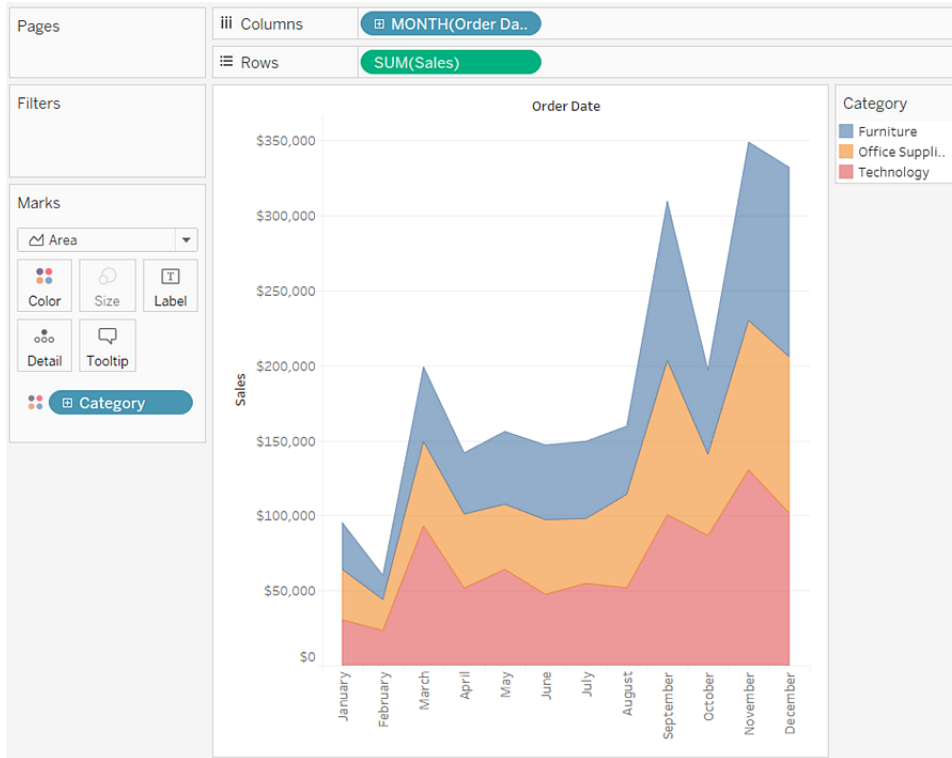 Pages
iii Columns
MONTH(Order Da..
Rows
SUM(Sales)
Filters
Marks
Area
Color
Size
Label
Detail
Tooltip
Category
Order Date
Sales
$350,000
$300,000
$250,000
$200,000
$150,000
$100,000
$50,000
$0
January
February
March
April
May
June
July
August
September
October
November
December
Category
Furniture
Office Suppli..
Technology